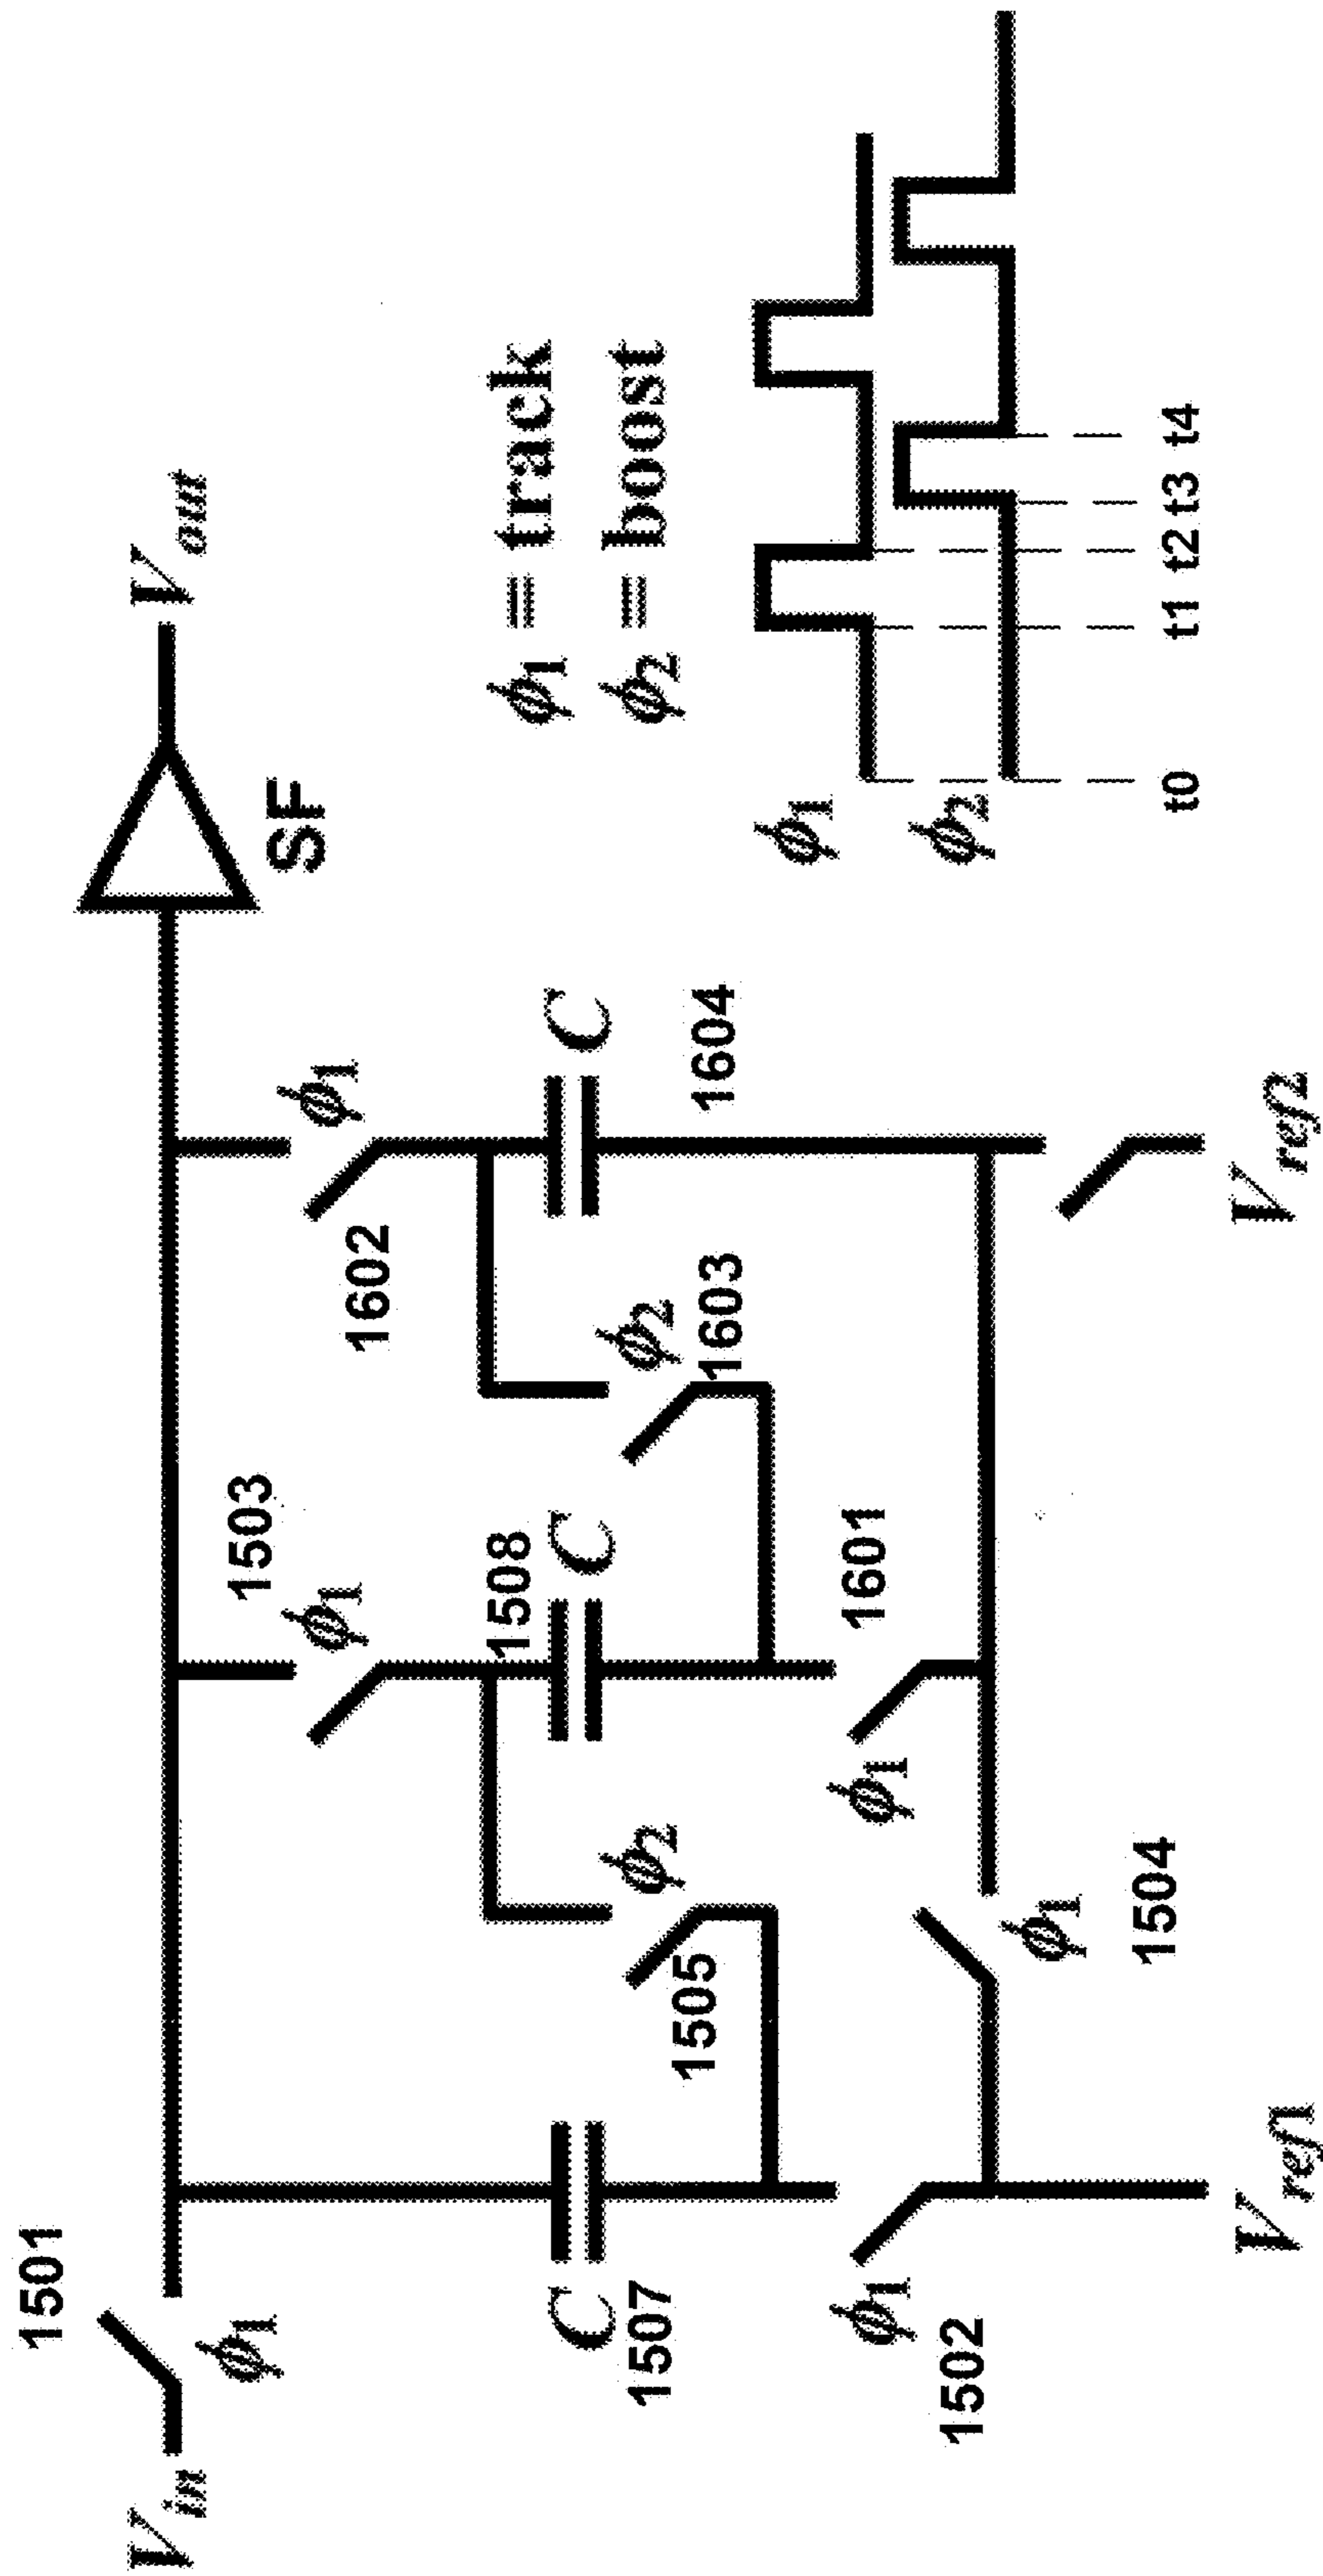 1501
V_in
ϕ1
C
1507
ϕ1
1502
V_ref1
1505
ϕ2
ϕ1
1504
1503
ϕ1
1508
C
1601
ϕ1
1602
ϕ1
ϕ2
1603
C
1604
V_ref2
SF
V_out
ϕ1 = track
ϕ2 = boost
ϕ1
ϕ2
t0 t1 t2 t3 t4